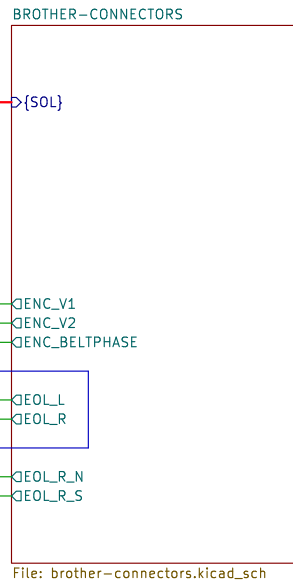 BROTHER-CONNECTORS
{SOL}
ENC_V1
ENC_V2
ENC_BELTPHASE
EOL_L
EOL_R
EOL_R_N
EOL_R_S
File: brother-connectors.kicad_sch